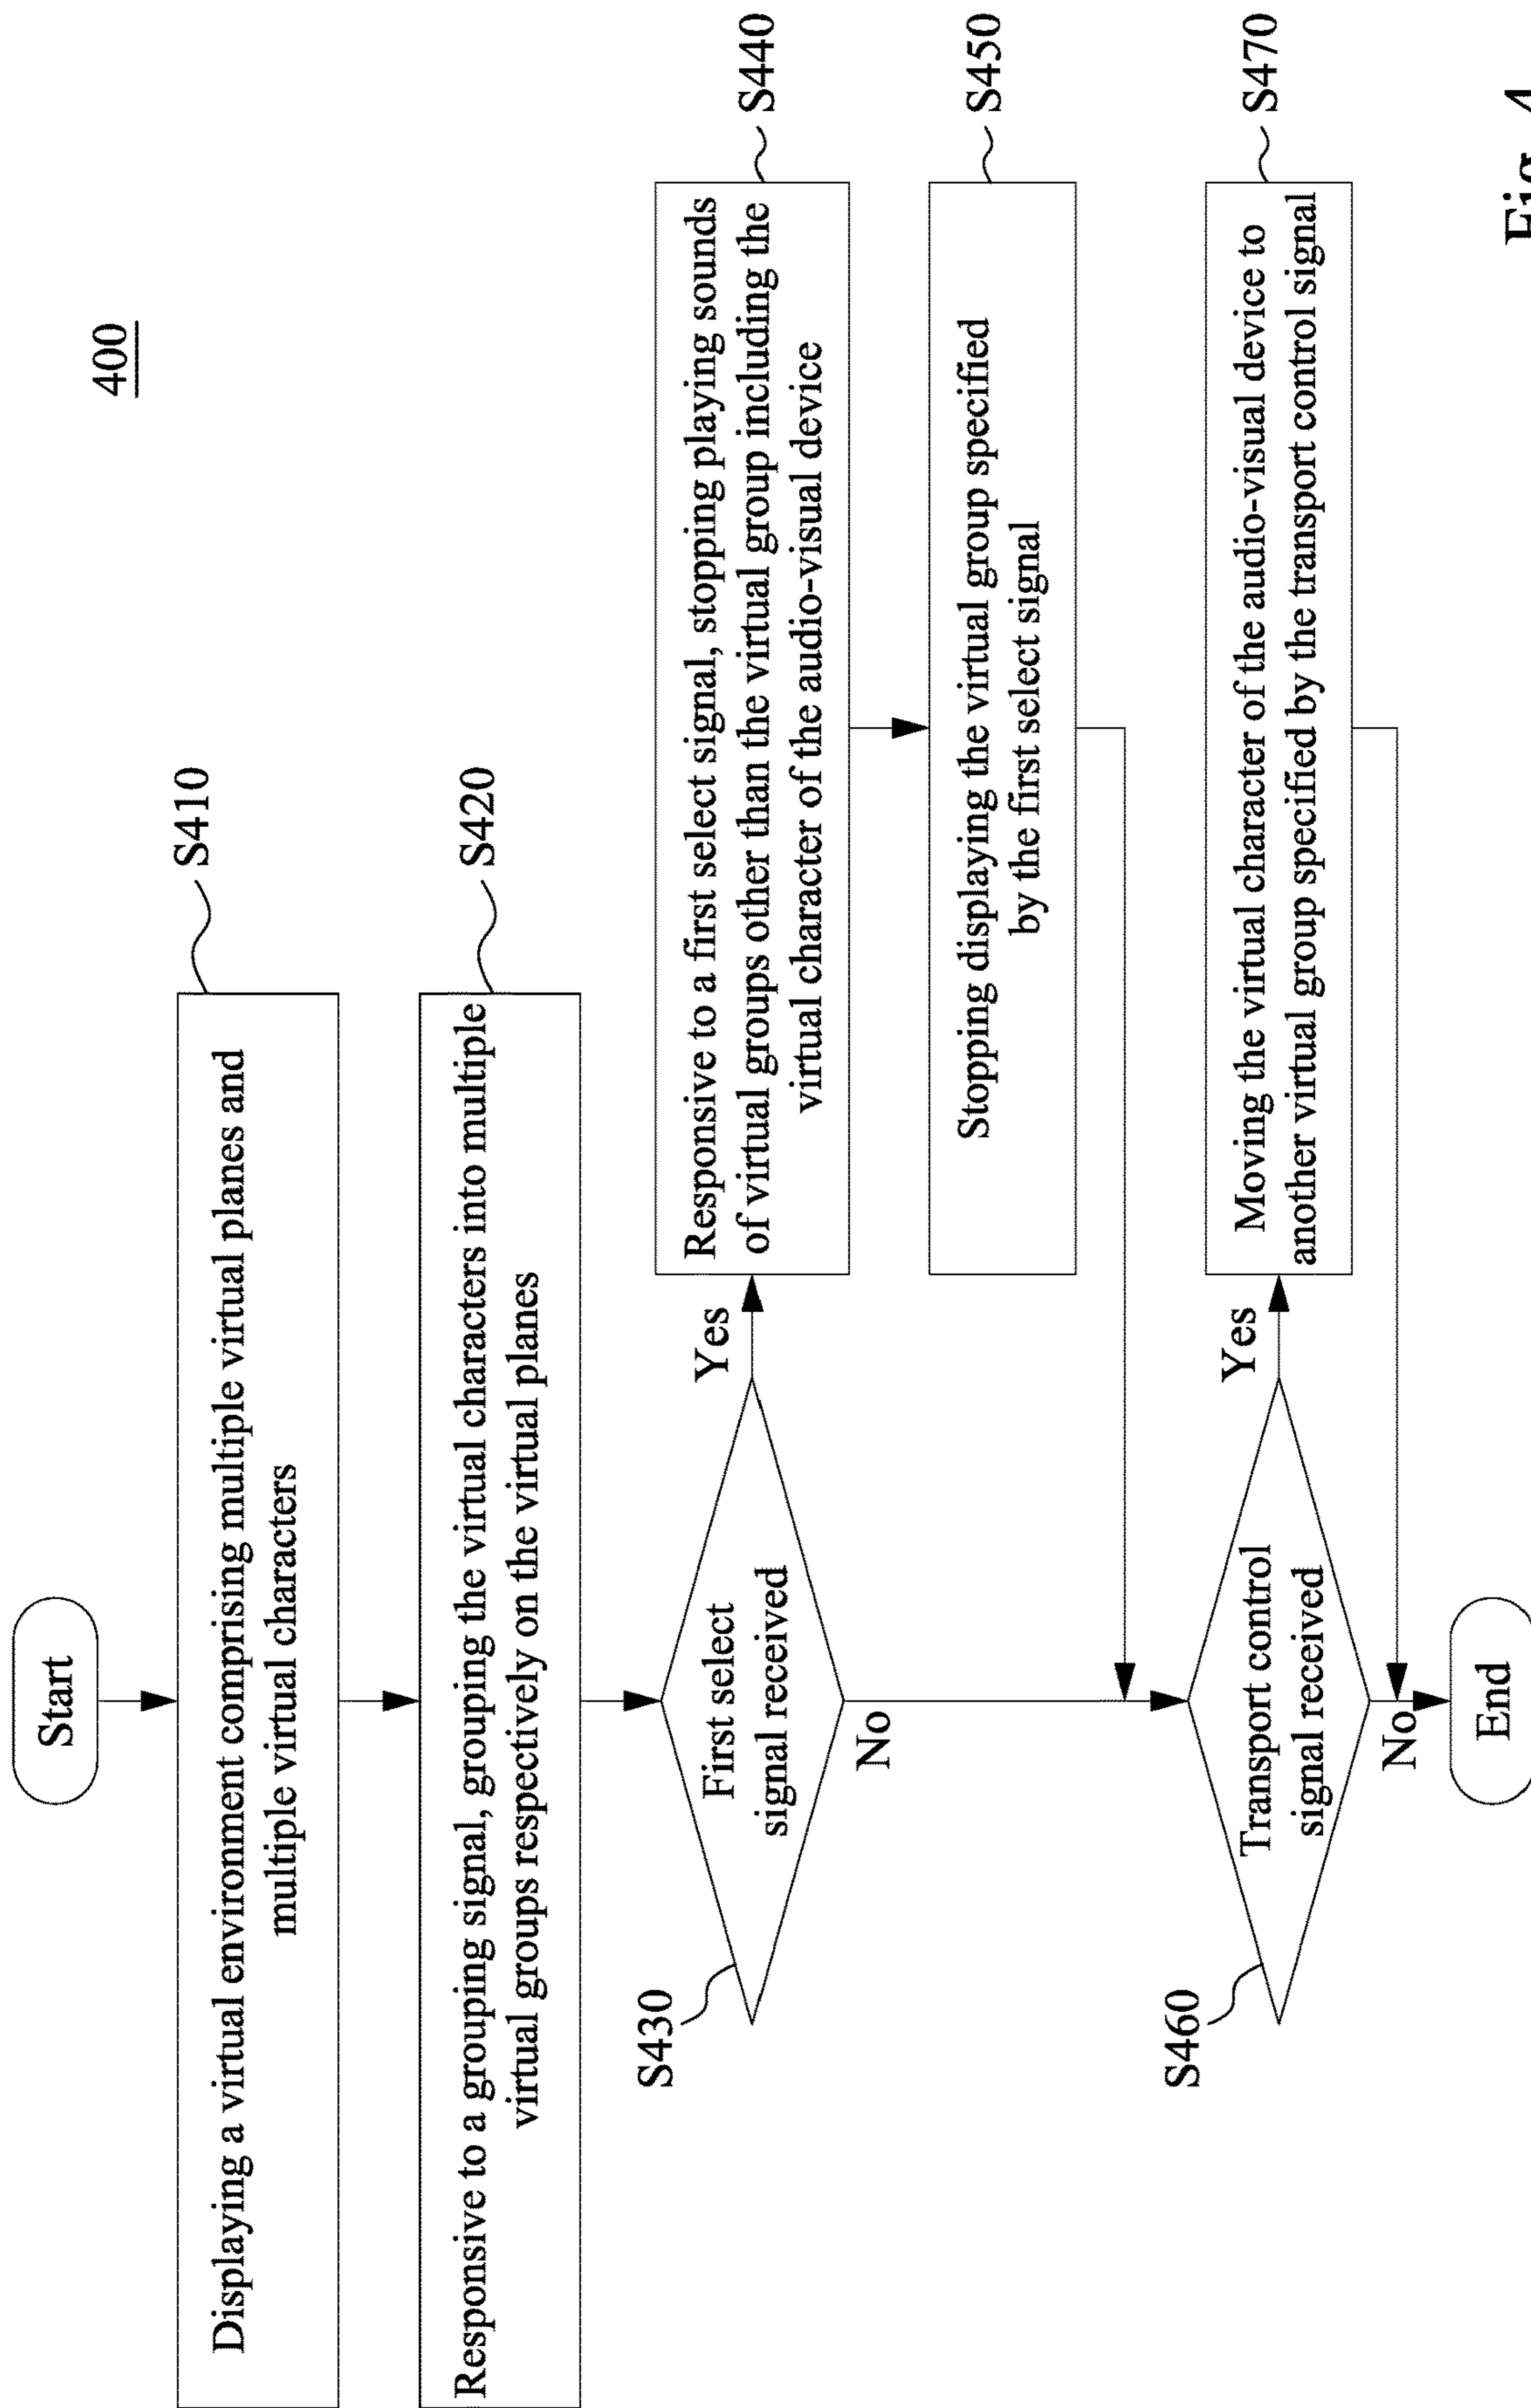 400
Start
Displaying a virtual environment comprising multiple virtual planes and
multiple virtual characters
S410
Responsive to a grouping signal, grouping the virtual characters into multiple
virtual groups respectively on the virtual planes
S420
S430
First select
signal received
Yes
No
Responsive to a first select signal, stopping playing sounds
of virtual groups other than the virtual group including the
virtual character of the audio-visual device
S440
Stopping displaying the virtual group specified
by the first select signal
S450
S460
Transport control
signal received
Yes
No
Moving the virtual character of the audio-visual device to
another virtual group specified by the transport control signal
S470
End
Fig. 4